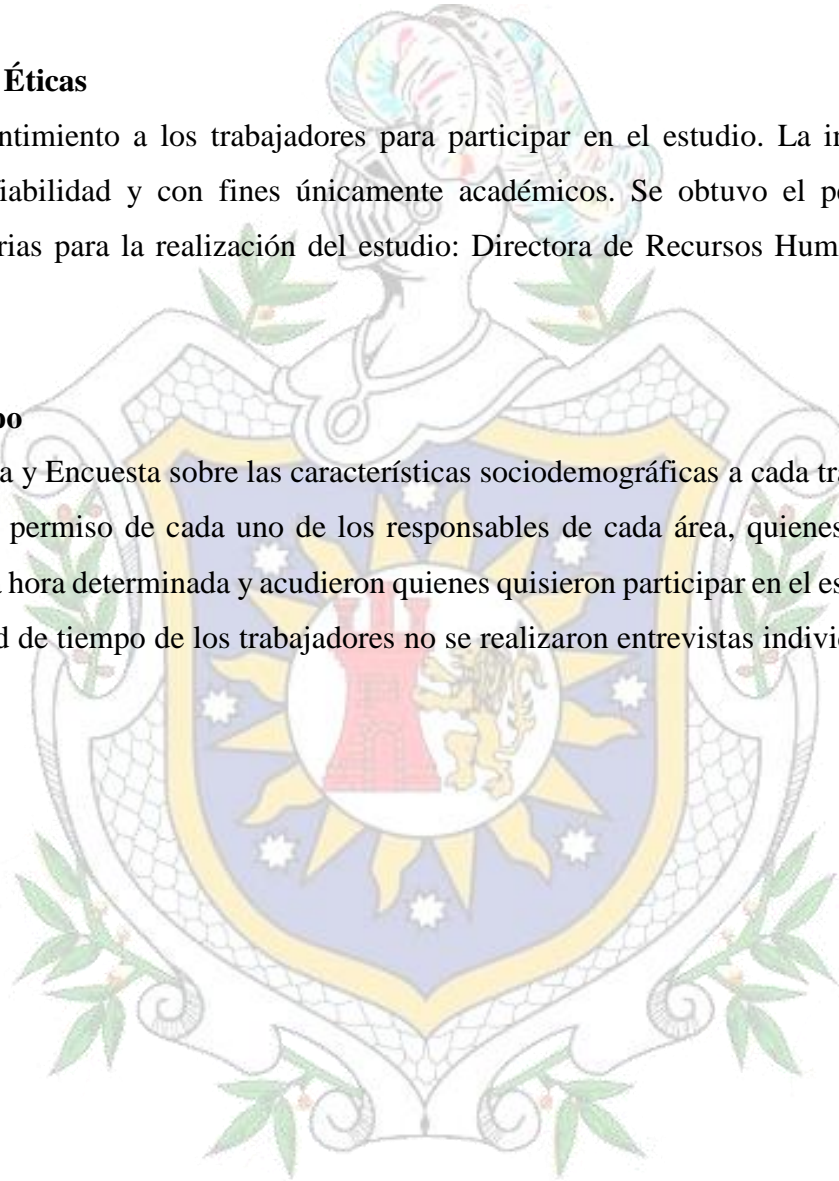 Éticas
entimiento a los trabajadores para participar en el estudio. La in
fiabilidad y con fines únicamente académicos. Se obtuvo el pe
rias para la realización del estudio: Directora de Recursos Hum
po
a y Encuesta sobre las características sociodemográficas a cada tra
permiso de cada uno de los responsables de cada área, quienes
a hora determinada y acudieron quienes quisieron participar en el es
d de tiempo de los trabajadores no se realizaron entrevistas indivi